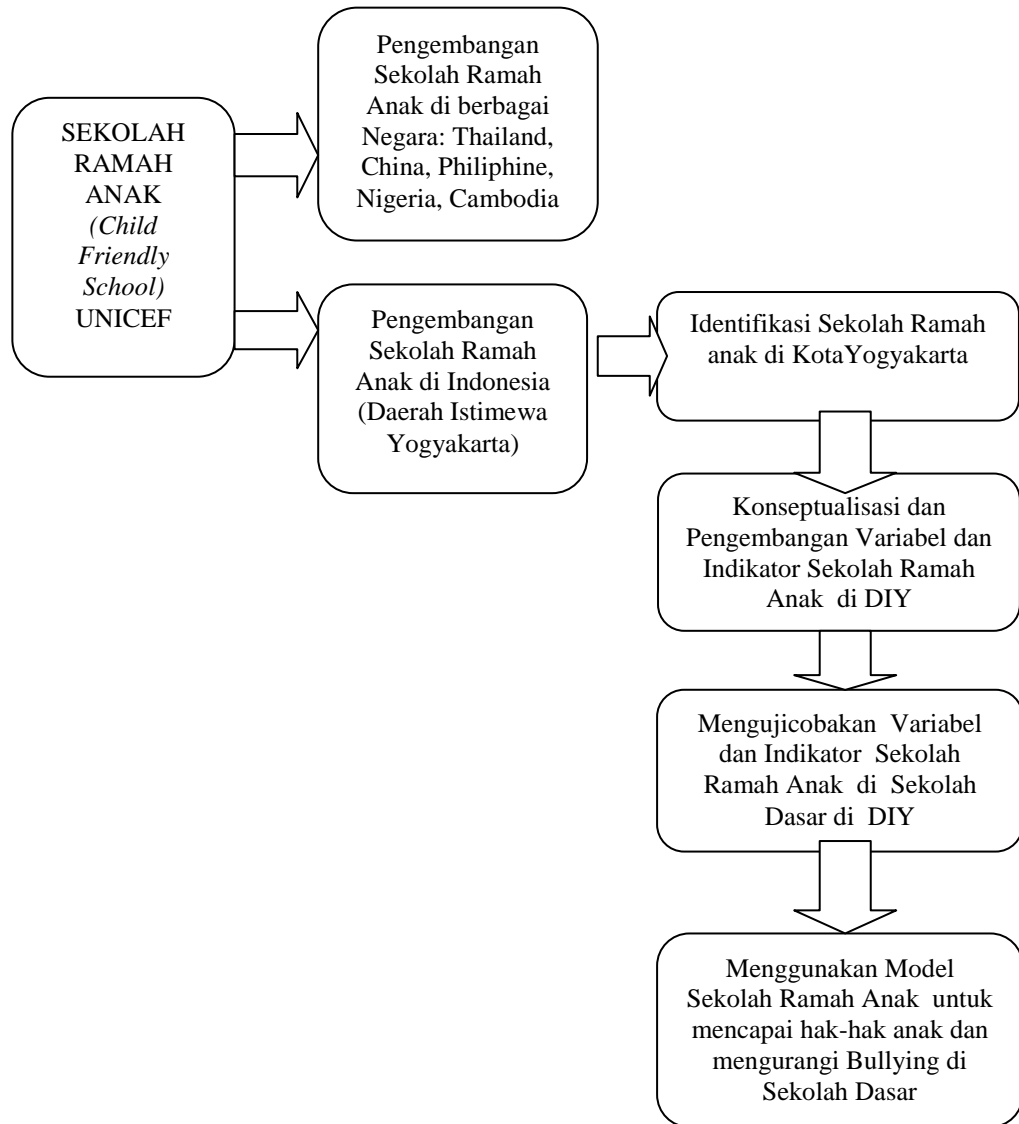 SEKOLAH
RAMAH
ANAK
(Child
Friendly
School)
UNICEF
Pengembangan
Sekolah Ramah
Anak di berbagai
Negara: Thailand,
China, Philiphine,
Nigeria, Cambodia
Pengembangan
Sekolah Ramah
Anak di Indonesia
(Daerah Istimewa
Yogyakarta)
Identifikasi Sekolah Ramah
anak di KotaYogyakarta
Konseptualisasi dan
Pengembangan Variabel dan
Indikator Sekolah Ramah
Anak di DIY
Mengujicobakan Variabel
dan Indikator Sekolah
Ramah Anak di Sekolah
Dasar di DIY
Menggunakan Model
Sekolah Ramah Anak untuk
mencapai hak-hak anak dan
mengurangi Bullying di
Sekolah Dasar